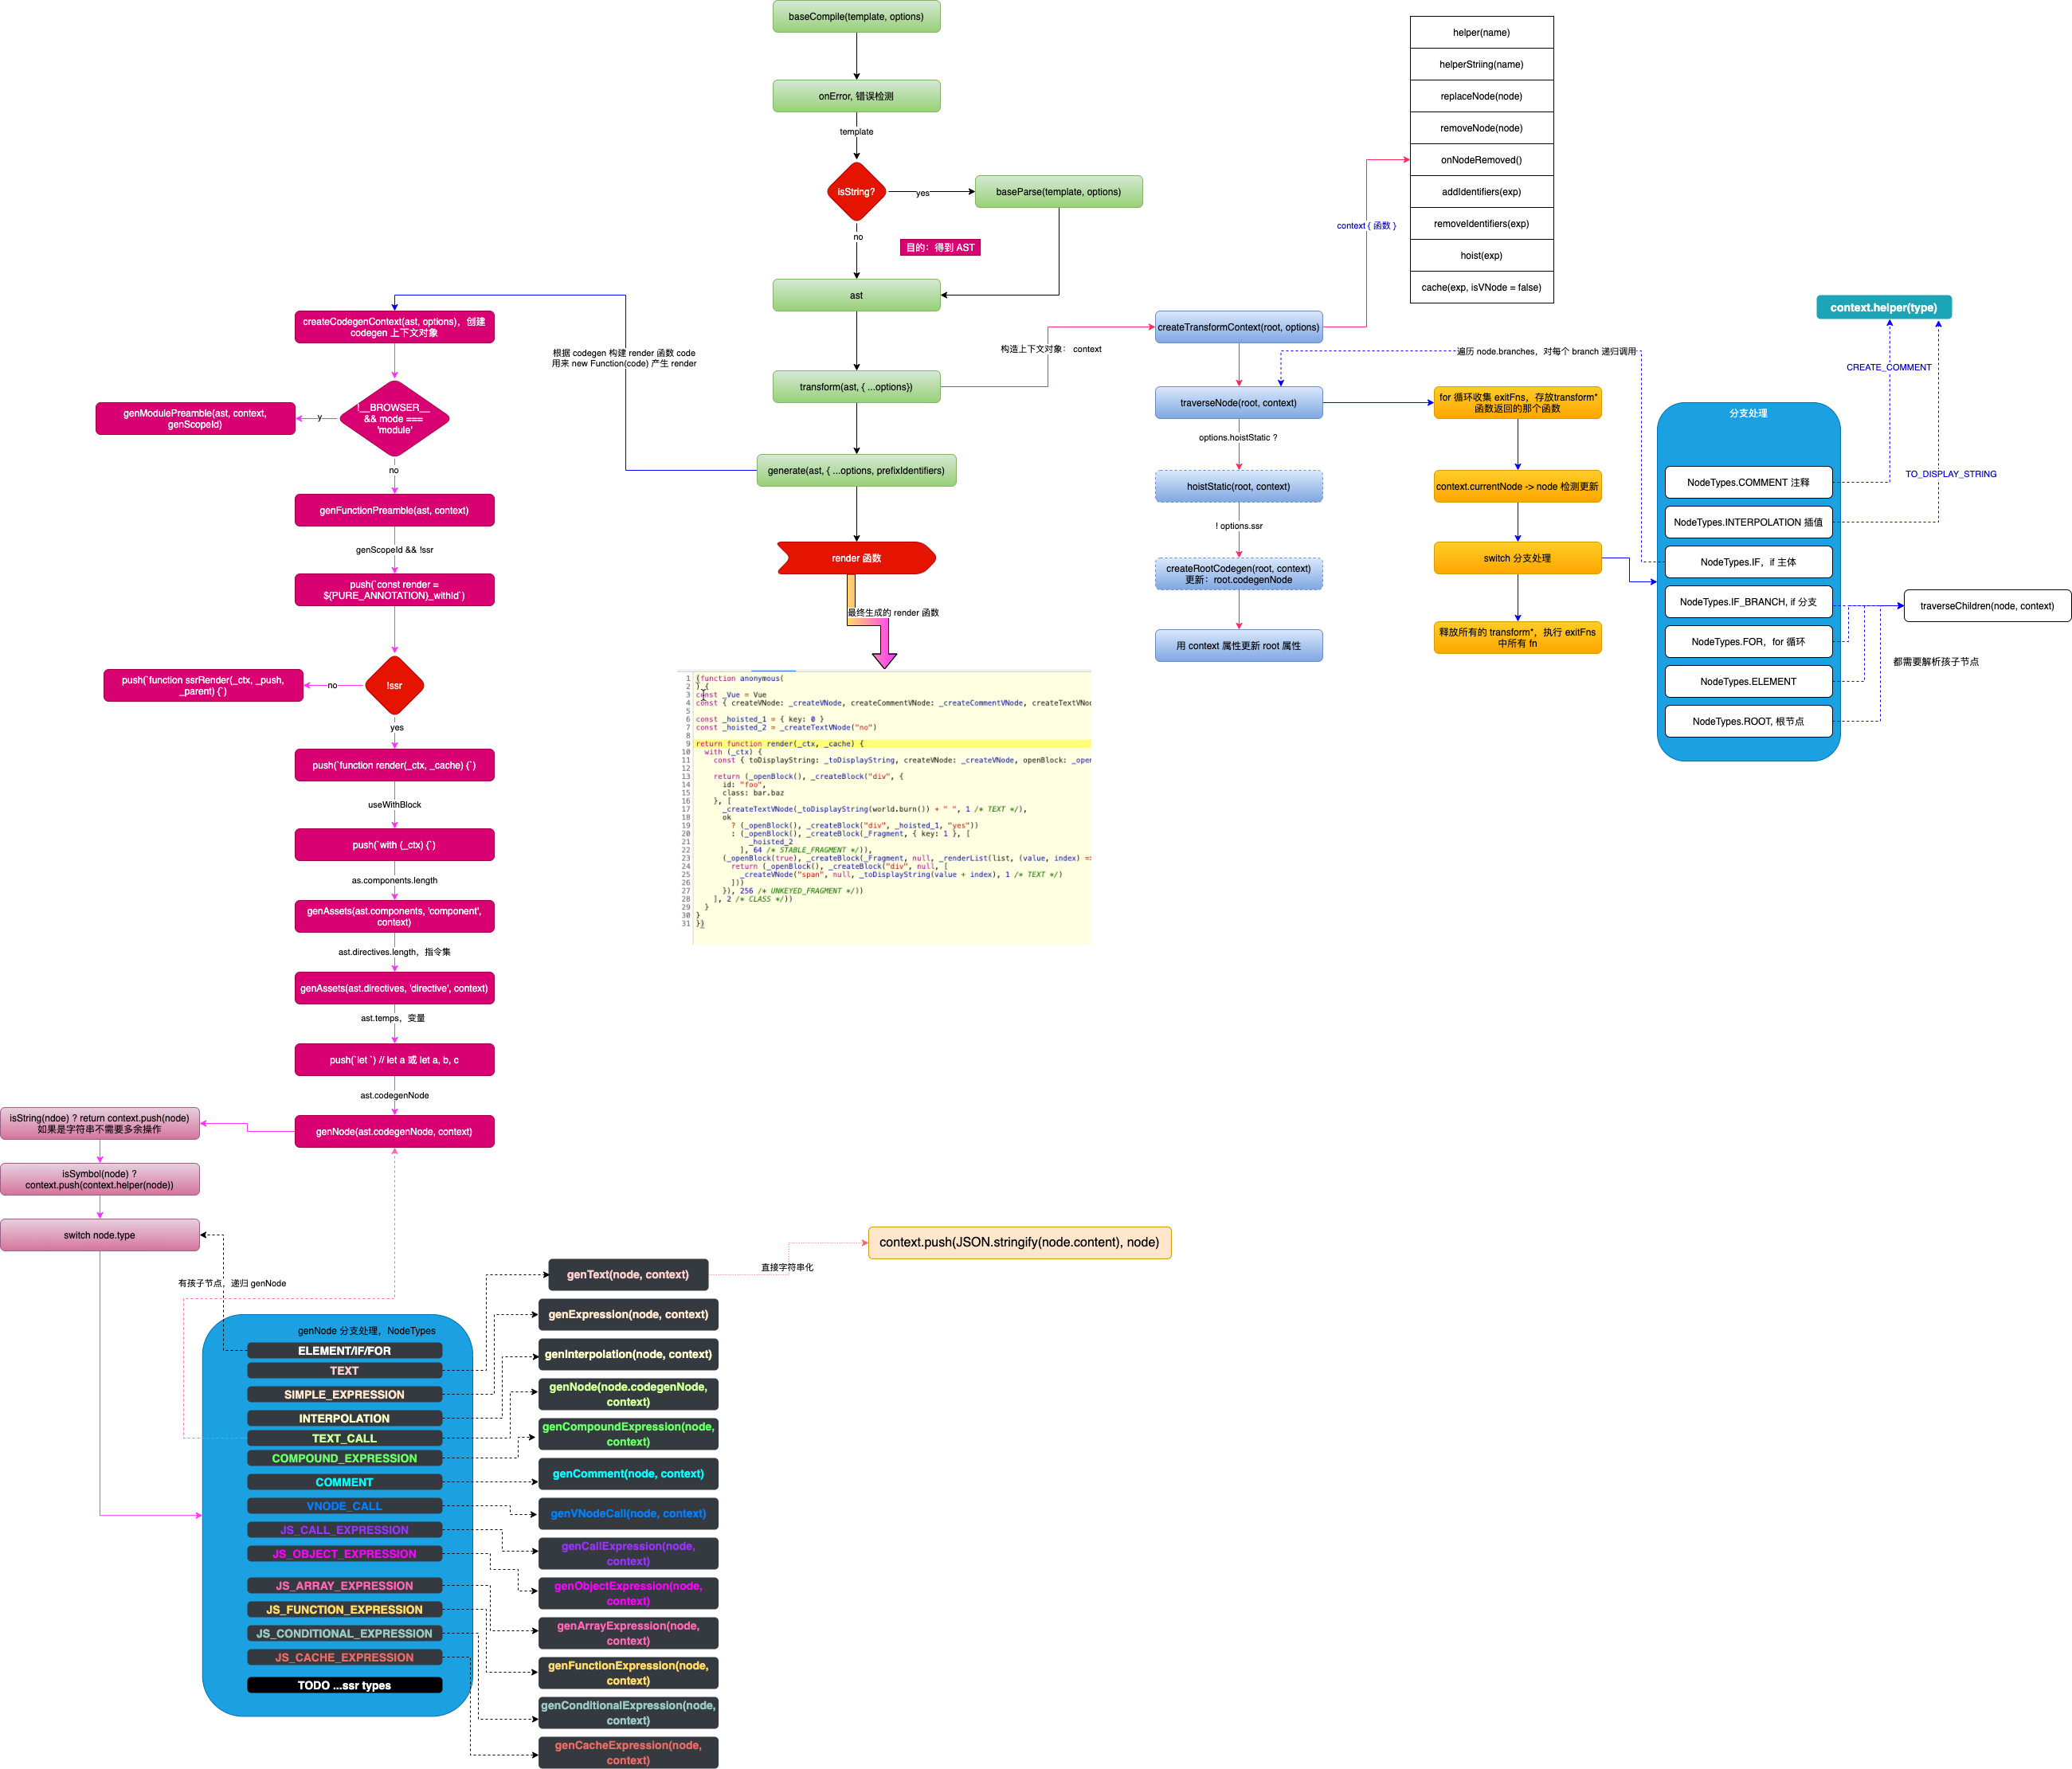 baseCompile(template, options)
onError, 错误检测
template
isString?
yes
baseParse(template, options)
no
目的：得到 AST
ast
transform(ast, { ...options})
generate(ast, { ...options, prefixIdentifiers)
render 函数
最终生成的 render 函数
根据 codegen 构建 render 函数 code
用来 new Function(code) 产生 render
构造上下文对象： context
context { 函数 }
helper(name)
helperStriing(name)
replaceNode(node)
removeNode(node)
onNodeRemoved()
addIdentifiers(exp)
removeIdentifiers(exp)
hoist(exp)
cache(exp, isVNode = false)
createTransformContext(root, options)
遍历 node.branches，对每个 branch 递归调用
traverseNode(root, context)
options.hoistStatic ?
hoistStatic(root, context)
! options.ssr
createRootCodegen(root, context)
更新：root.codegenNode
用 context 属性更新 root 属性
for 循环收集 exitFns，存放transform*
函数返回的那个函数
context.currentNode -> node 检测更新
switch 分支处理
释放所有的 transform*，执行 exitFns
中所有 fn
context.helper(type)
CREATE_COMMENT
TO_DISPLAY_STRING
分支处理
NodeTypes.COMMENT 注释
NodeTypes.INTERPOLATION 插值
NodeTypes.IF，if 主体
NodeTypes.IF_BRANCH, if 分支
NodeTypes.FOR，for 循环
NodeTypes.ELEMENT
NodeTypes.ROOT, 根节点
traverseChildren(node, context)
都需要解析孩子节点
createCodegenContext(ast, options)，创建
codegen 上下文对象
!__BROWSER__
&& mode ===
'module'
y
genModulePreamble(ast, context,
genScopeId)
no
genFunctionPreamble(ast, context)
genScopeId && !ssr
push(`const render =
${PURE_ANNOTATION}_withId`)
!ssr
no
push(`function ssrRender(_ctx, _push,
_parent) {`)
yes
push(`function render(_ctx, _cache) {`)
useWithBlock
push(`with (_ctx) {`)
as.components.length
genAssets(ast.components, 'component',
context)
ast.directives.length，指令集
genAssets(ast.directives, 'directive', context)
ast.temps，变量
push(`let `) // let a 或 let a, b, c
ast.codegenNode
genNode(ast.codegenNode, context)
isString(ndoe) ? return context.push(node)
如果是字符串不需要多余操作
isSymbol(node) ?
context.push(context.helper(node))
switch node.type
有孩子节点，递归 genNode
1 (function anonymous(
2 ) {
3 const _Vue = Vue
4 const { createVNode: _createVNode, createCommentVNode: _createCommentVNode, createTextVNo
5
6 const _hoisted_1 = { key: 0 }
7 const _hoisted_2 = _createTextVNode("no")
8
9 return function render(_ctx, _cache) {
10 with (_ctx) {
11 const { toDisplayString: _toDisplayString, createVNode: _createVNode, openBlock: _open
12
13 return (_openBlock(), _createBlock("div", {
14 id: "foo",
15 class: bar.baz
16 }, [
17 _createTextVNode(_toDisplayString(world.burn()) + " ", 1 /* TEXT */),
18 ok
19 ? (_openBlock(), _createBlock("div", _hoisted_1, "yes"))
20 : (_openBlock(), _createBlock(_Fragment, { key: 1 }, [
21 _hoisted_2
22 ], 64 /* STABLE_FRAGMENT */)),
23 (_openBlock(true), _createBlock(_Fragment, null, _renderList(list, (value, index) =>
24 return (_openBlock(), _createBlock("div", null, [
25 _createVNode("span", null, _toDisplayString(value + index), 1 /* TEXT */)
26 ]))
27 }), 256 /* UNKEYED_FRAGMENT */))
28 ], 2 /* CLASS */))
29 }
30 }
31 })
genNode 分支处理，NodeTypes
ELEMENT/IF/FOR
TEXT
SIMPLE_EXPRESSION
INTERPOLATION
TEXT_CALL
COMPOUND_EXPRESSION
COMMENT
VNODE_CALL
JS_CALL_EXPRESSION
JS_OBJECT_EXPRESSION
JS_ARRAY_EXPRESSION
JS_FUNCTION_EXPRESSION
JS_CONDITIONAL_EXPRESSION
JS_CACHE_EXPRESSION
TODO ...ssr types
genText(node, context)
直接字符串化
context.push(JSON.stringify(node.content), node)
genExpression(node, context)
genInterpolation(node, context)
genNode(node.codegenNode,
context)
genCompoundExpression(node,
context)
genComment(node, context)
genVNodeCall(node, context)
genCallExpression(node,
context)
genObjectExpression(node,
context)
genArrayExpression(node,
context)
genFunctionExpression(node,
context)
genConditionalExpression(node,
context)
genCacheExpression(node,
context)